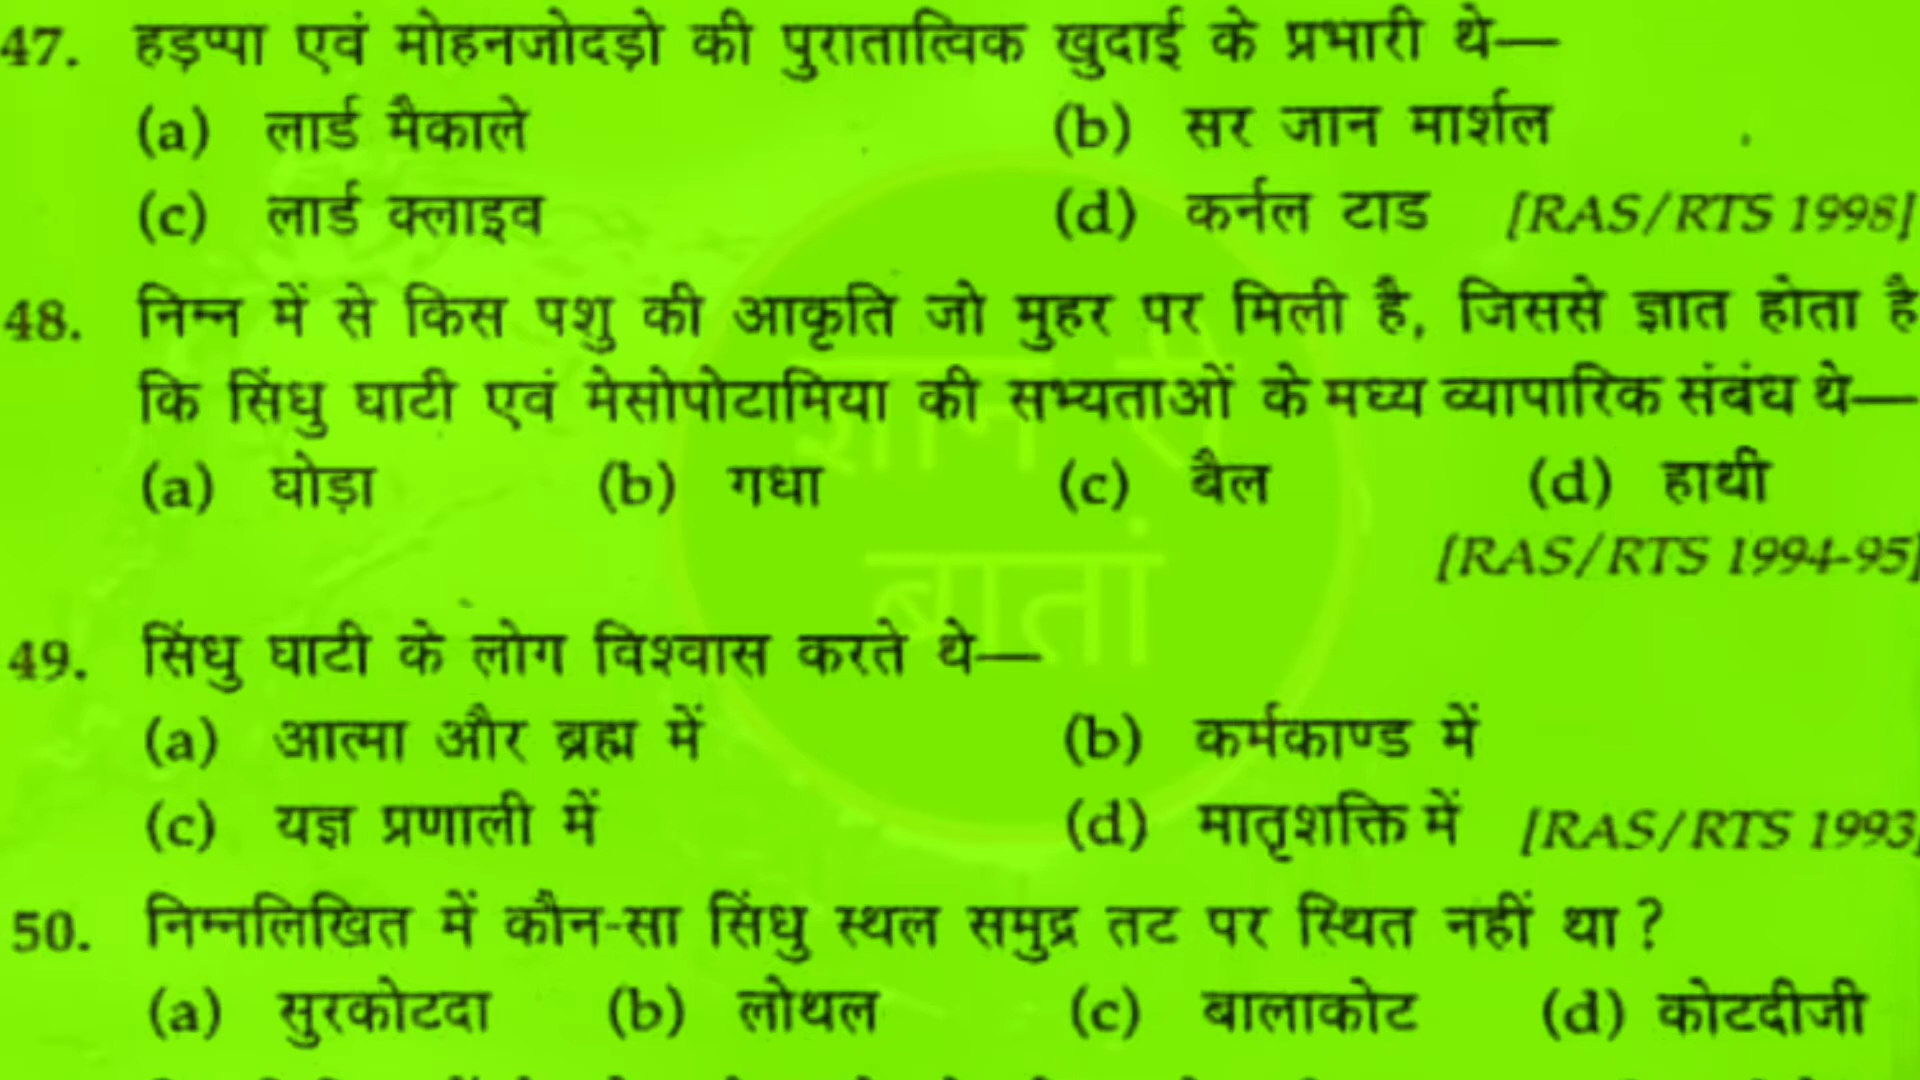 47. हड़प्पा एवं मोहनजोदड़ो की पुरातात्विक खुदाई के प्रभारी थे—
(a) लार्ड मैकाले (b) सर जान मार्शल
(c) लार्ड क्लाइव (d) कर्नल टाड [RAS/RTS 1998]
48. निम्न में से किस पशु की आकृति जो मुहर पर मिली है, जिससे ज्ञात होता है
कि सिंधु घाटी एवं मेसोपोटामिया की सभ्यताओं के मध्य व्यापारिक संबंध थे—
(a) घोड़ा (b) गधा (c) बैल (d) हाथी
[RAS/RTS 1994-95]
49. सिंधु घाटी के लोग विश्वास करते थे—
(a) आत्मा और ब्रह्म में (b) कर्मकाण्ड में
(c) यज्ञ प्रणाली में (d) मातृशक्ति में [RAS/RTS 1993]
50. निम्नलिखित में कौन-सा सिंधु स्थल समुद्र तट पर स्थित नहीं था ?
(a) सुरकोटदा (b) लोथल (c) बालाकोट (d) कोटदीजी
ज्ञान री
बातां